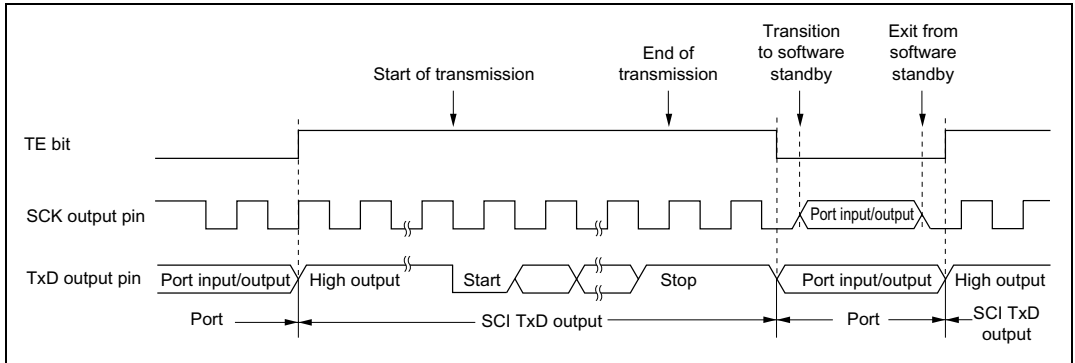 Transition
to software
standby
Exit from
software
standby
Start of transmission
End of
transmission
TE bit
SCK output pin
Port input/output
TxD output pin
Port input/output
High output
Start
Stop
Port input/output
High output
Port
SCI TxD output
Port
SCI TxD
output